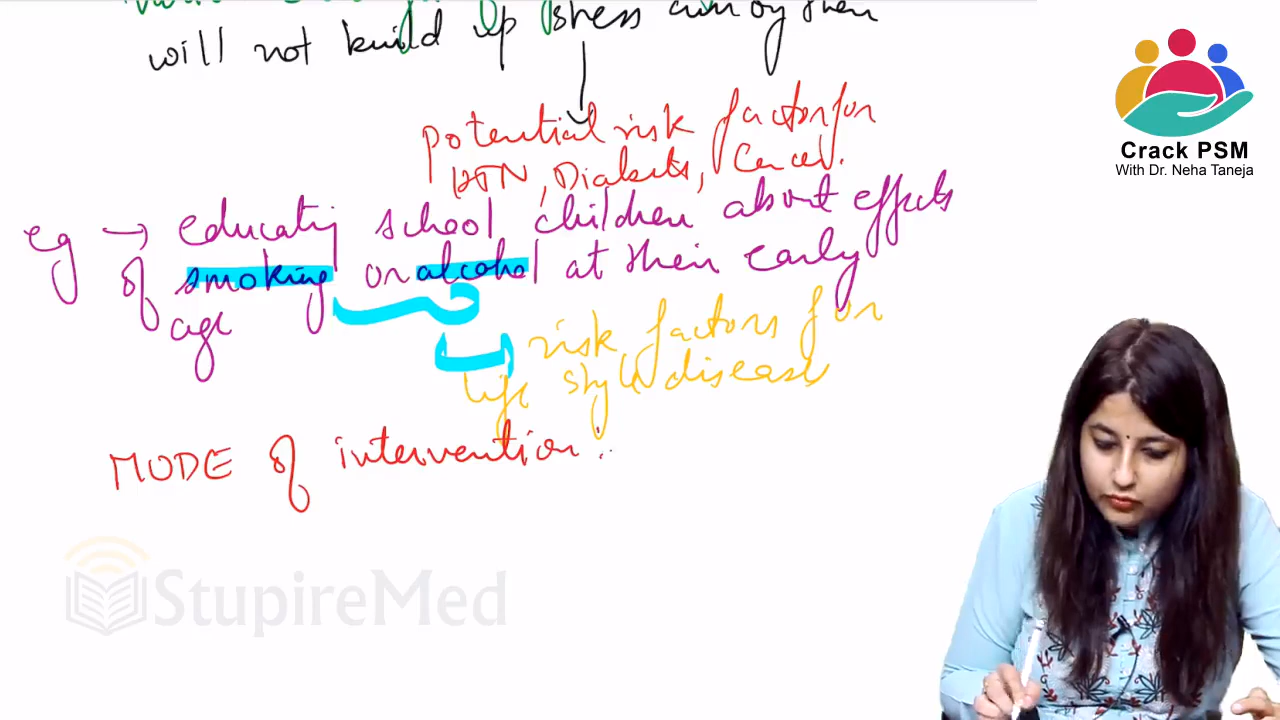 will not build up stress among them
Potential risk factors for
HTN, Diabetes, Cancer.
eg → educating school children about effects
of smoking or alcohol at their early
age
risk factors for
life style disease
MODE of intervention :
Crack PSM
With Dr. Neha Taneja
StupireMed